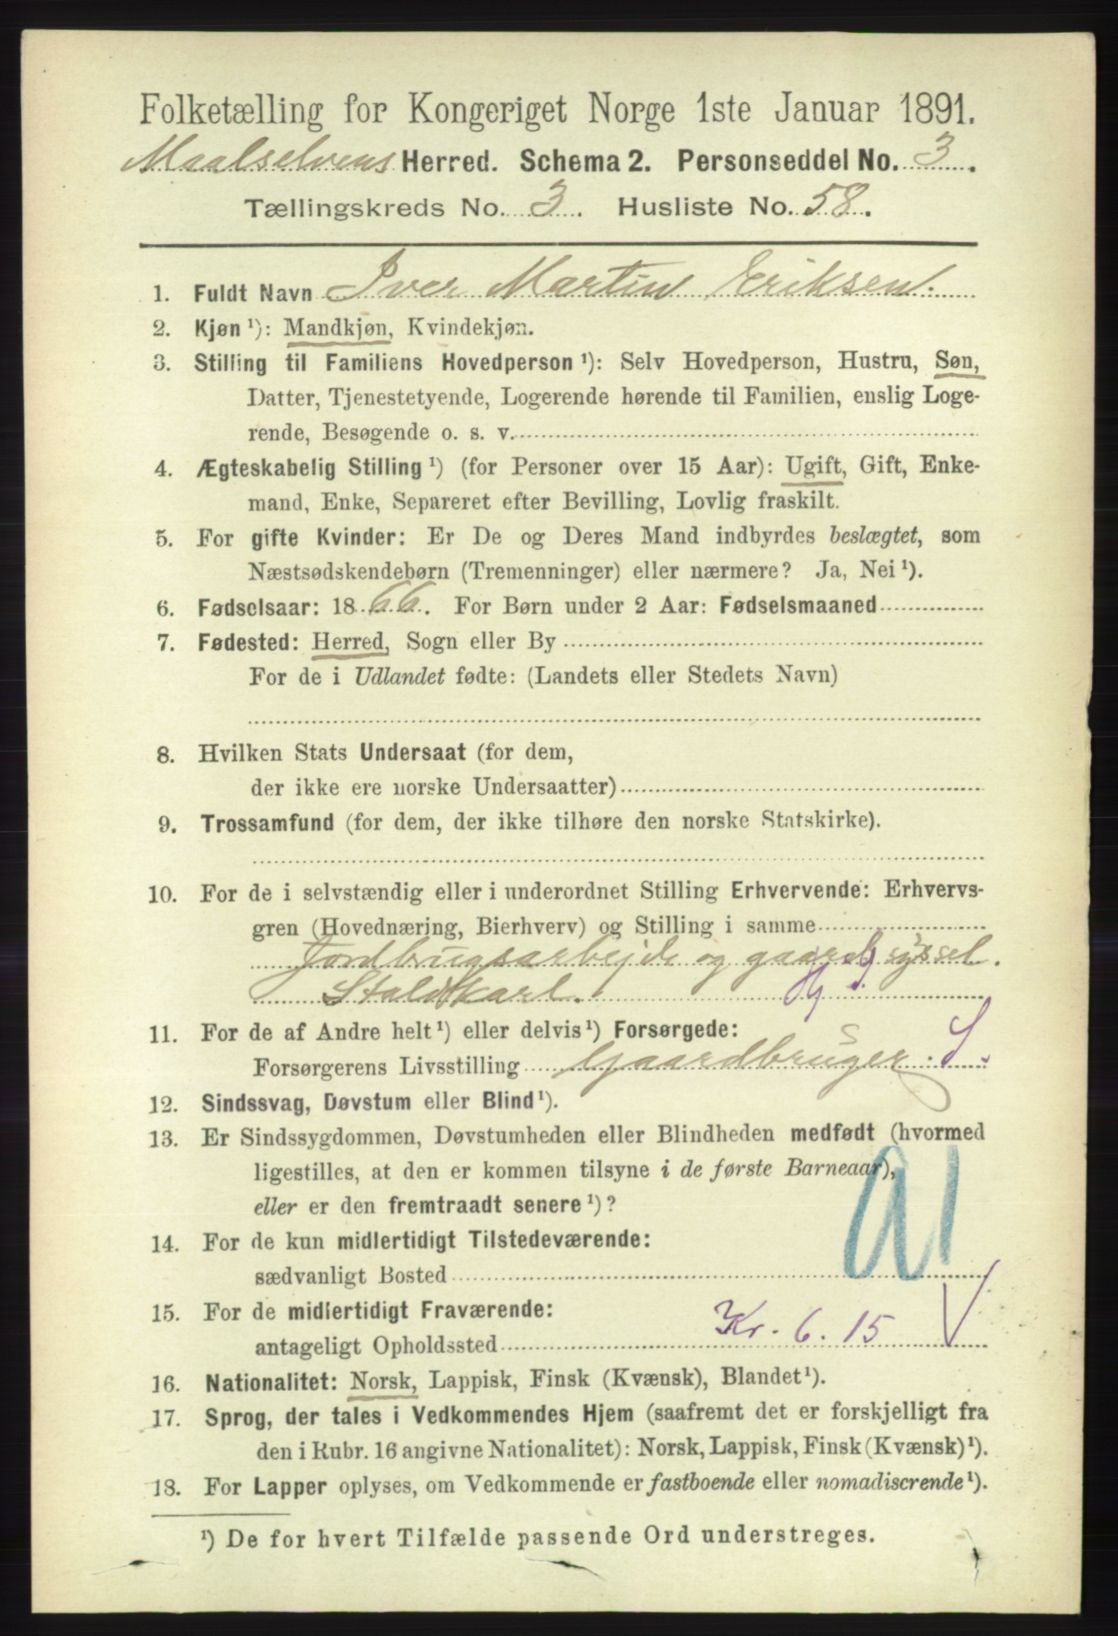 Folketælling for Kongeriget Norge 1ste Januar 1891.
Maalselvens Herred. Schema 2. Personseddel No. 3.
Tællingskreds No. 3. Husliste No. 58.
1. Fuldt Navn Iver Martin Eriksen.
2. Kjøn ¹): Mandkjøn, Kvindekjøn.
3. Stilling til Familiens Hovedperson ¹): Selv Hovedperson, Hustru, Søn,
Datter, Tjenestetyende, Logerende hørende til Familien, enslig Loge-
rende, Besøgende o. s. v.
4. Ægteskabelig Stilling ¹) (for Personer over 15 Aar): Ugift, Gift, Enke-
mand, Enke, Separeret efter Bevilling, Lovlig fraskilt.
5. For gifte Kvinder: Er De og Deres Mand indbyrdes beslægtet, som
Næstsødskendebørn (Tremenninger) eller nærmere? Ja, Nei ¹).
6. Fødselsaar: 1866. For Børn under 2 Aar: Fødselsmaaned
7. Fødested: Herred, Sogn eller By
For de i Udlandet fødte: (Landets eller Stedets Navn)
8. Hvilken Stats Undersaat (for dem,
der ikke ere norske Undersaatter)
9. Trossamfund (for dem, der ikke tilhøre den norske Statskirke).
10. For de i selvstændig eller i underordnet Stilling Erhvervende: Erhvervs-
gren (Hovednæring, Bierhverv) og Stilling i samme
Jordbrugsarbejde og gaardssyssel.
Staldkarl.
11. For de af Andre helt ¹) eller delvis ¹) Forsørgede:
Forsørgerens Livsstilling Gaardbruger. S.
12. Sindssvag, Døvstum eller Blind ¹).
13. Er Sindssygdommen, Døvstumheden eller Blindheden medfødt (hvormed
ligestilles, at den er kommen tilsyne i de første Barneaar),
eller er den fremtraadt senere ¹)?
14. For de kun midlertidigt Tilstedeværende:
sædvanligt Bosted
15. For de midlertidigt Fraværende:
antageligt Opholdssted Kr. 6. 15
16. Nationalitet: Norsk, Lappisk, Finsk (Kvænsk), Blandet ¹).
17. Sprog, der tales i Vedkommendes Hjem (saafremt det er forskjelligt fra
den i Rubr. 16 angivne Nationalitet): Norsk, Lappisk, Finsk (Kvænsk) ¹).
18. For Lapper oplyses, om Vedkommende er fastboende eller nomadiserende ¹).
¹) De for hvert Tilfælde passende Ord understreges.